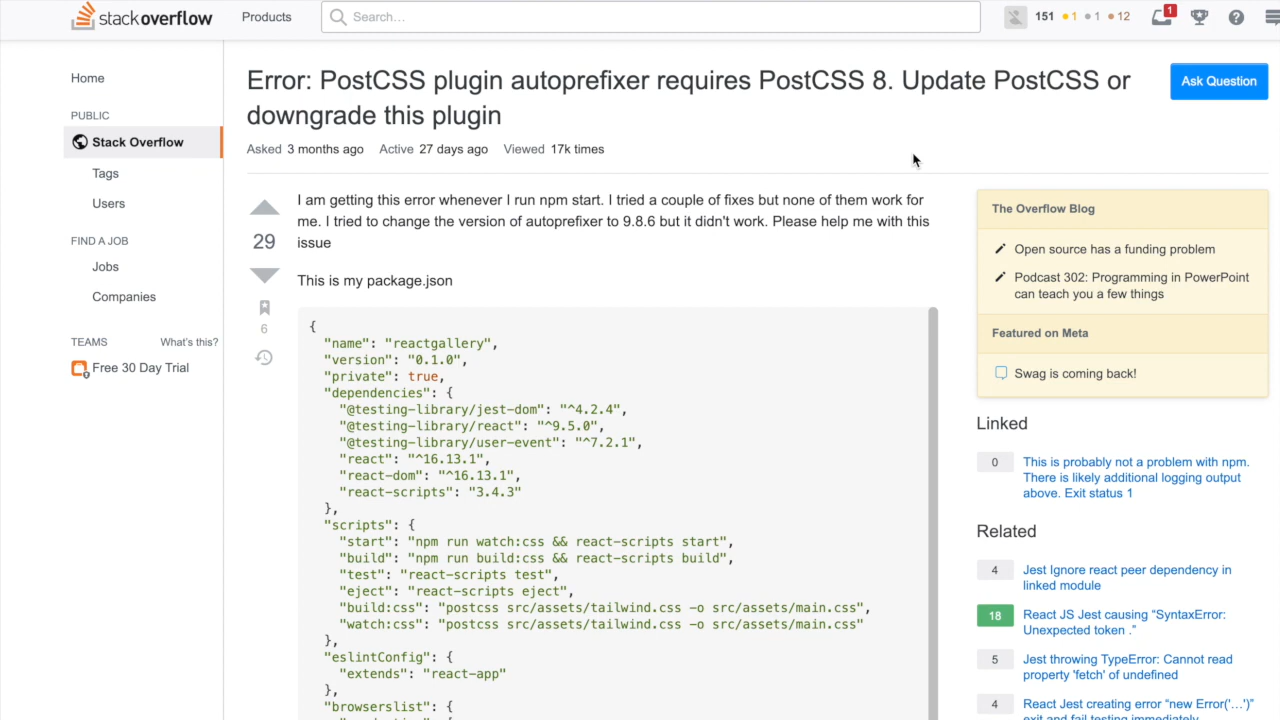 stackoverflow
Products
Search…
151 1 1 12
1
Home
PUBLIC
Stack Overflow
Tags
Users
FIND A JOB
Jobs
Companies
TEAMS What's this?
Free 30 Day Trial
Error: PostCSS plugin autoprefixer requires PostCSS 8. Update PostCSS or
downgrade this plugin
Ask Question
Asked 3 months ago Active 27 days ago Viewed 17k times
29
6
I am getting this error whenever I run npm start. I tried a couple of fixes but none of them work for
me. I tried to change the version of autoprefixer to 9.8.6 but it didn't work. Please help me with this
issue
This is my package.json
{
"name": "reactgallery",
"version": "0.1.0",
"private": true,
"dependencies": {
"@testing-library/jest-dom": "^4.2.4",
"@testing-library/react": "^9.5.0",
"@testing-library/user-event": "^7.2.1",
"react": "^16.13.1",
"react-dom": "^16.13.1",
"react-scripts": "3.4.3"
},
"scripts": {
"start": "npm run watch:css && react-scripts start",
"build": "npm run build:css && react-scripts build",
"test": "react-scripts test",
"eject": "react-scripts eject",
"build:css": "postcss src/assets/tailwind.css -o src/assets/main.css",
"watch:css": "postcss src/assets/tailwind.css -o src/assets/main.css"
},
"eslintConfig": {
"extends": "react-app"
},
"browserslist": {
The Overflow Blog
Open source has a funding problem
Podcast 302: Programming in PowerPoint
can teach you a few things
Featured on Meta
Swag is coming back!
Linked
0 This is probably not a problem with npm.
There is likely additional logging output
above. Exit status 1
Related
4 Jest Ignore react peer dependency in
linked module
18 React JS Jest causing “SyntaxError:
Unexpected token .”
5 Jest throwing TypeError: Cannot read
property 'fetch' of undefined
4 React Jest creating error “new Error('…')”
exit and fail testing immediately